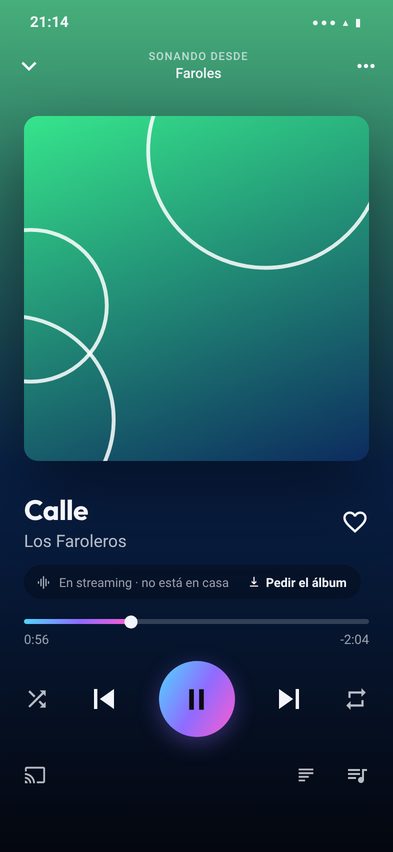 21:14
SONANDO DESDE
Faroles
Calle
Los Faroleros
En streaming · no está en casa Pedir el álbum
0:56 -2:04